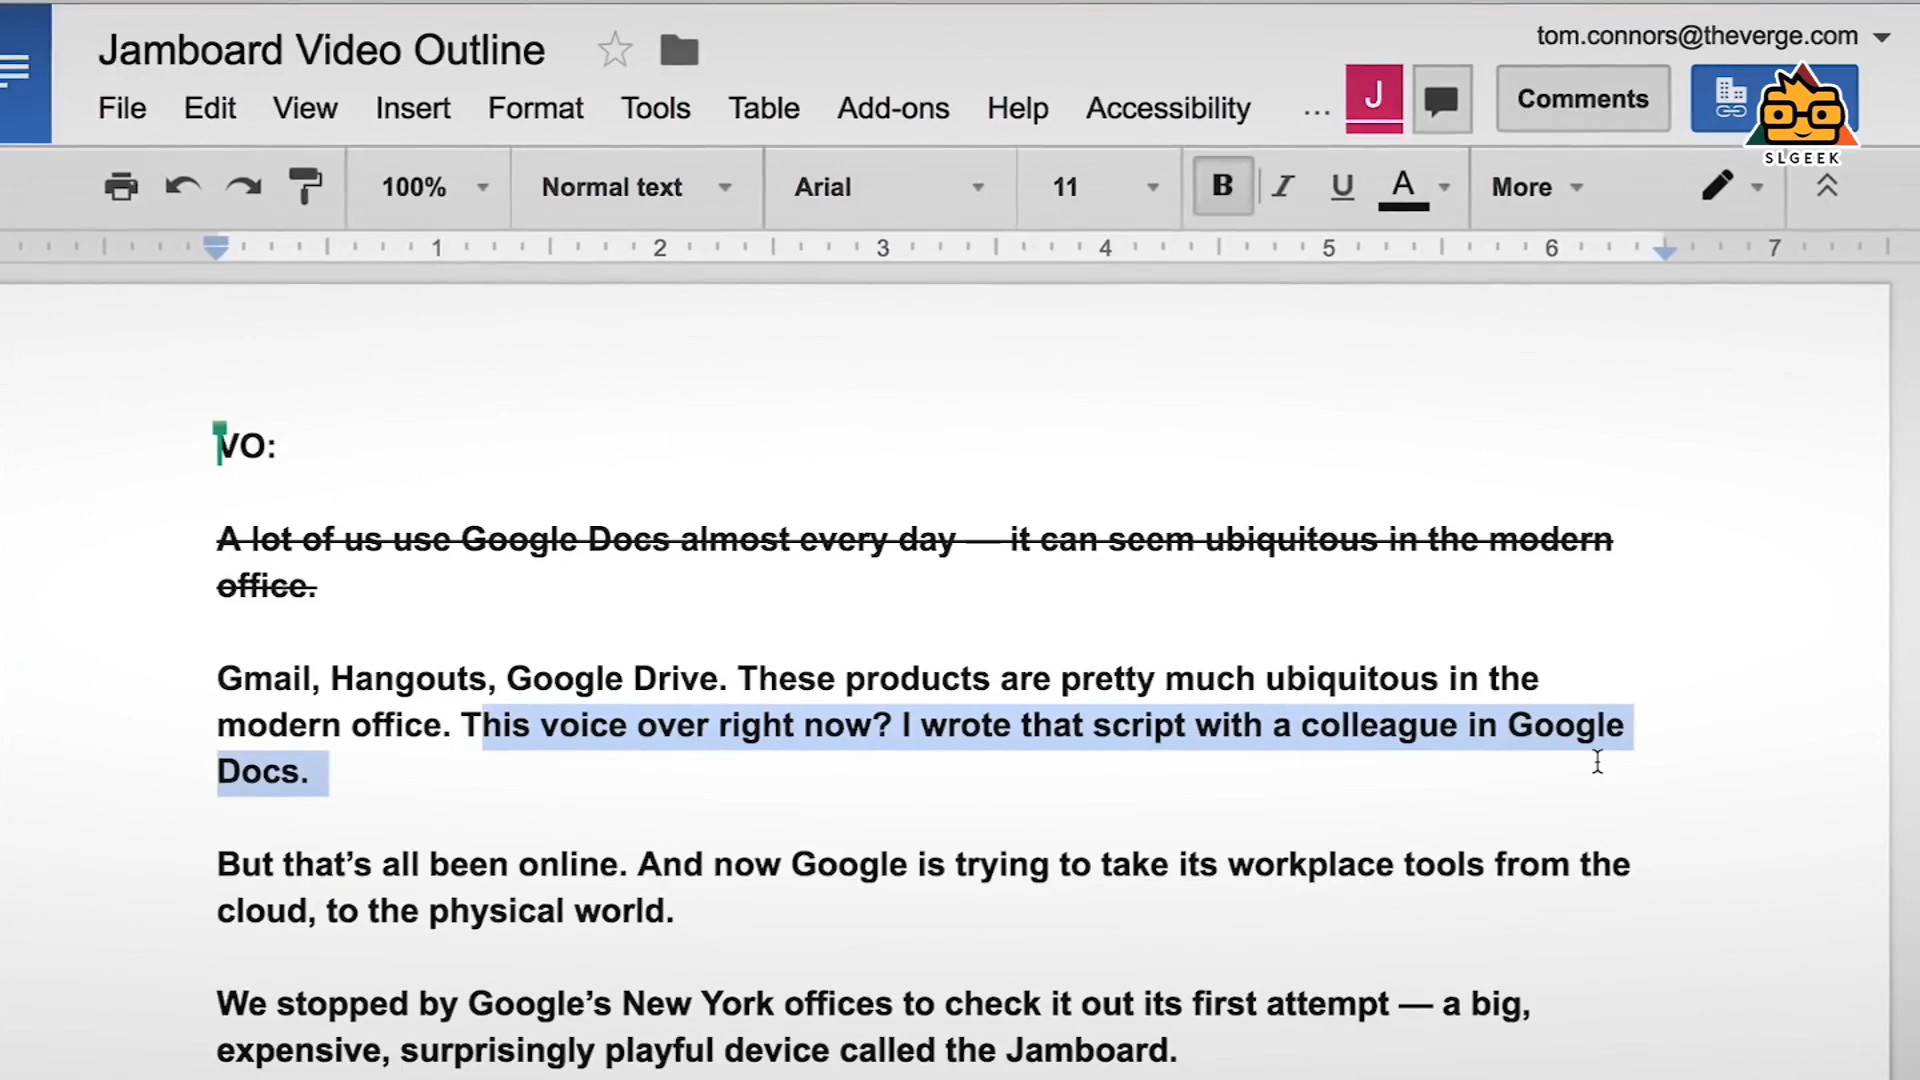 Jamboard Video Outline
tom.connors@theverge.com
File Edit View Insert Format Tools Table Add-ons Help Accessibility ... J Comments
SLGEEK
100% Normal text Arial 11 B I U A More
1 2 3 4 5 6 7
VO:
A lot of us use Google Docs almost every day — it can seem ubiquitous in the modern
office.
Gmail, Hangouts, Google Drive. These products are pretty much ubiquitous in the
modern office. This voice over right now? I wrote that script with a colleague in Google
Docs.
But that’s all been online. And now Google is trying to take its workplace tools from the
cloud, to the physical world.
We stopped by Google’s New York offices to check it out its first attempt — a big,
expensive, surprisingly playful device called the Jamboard.